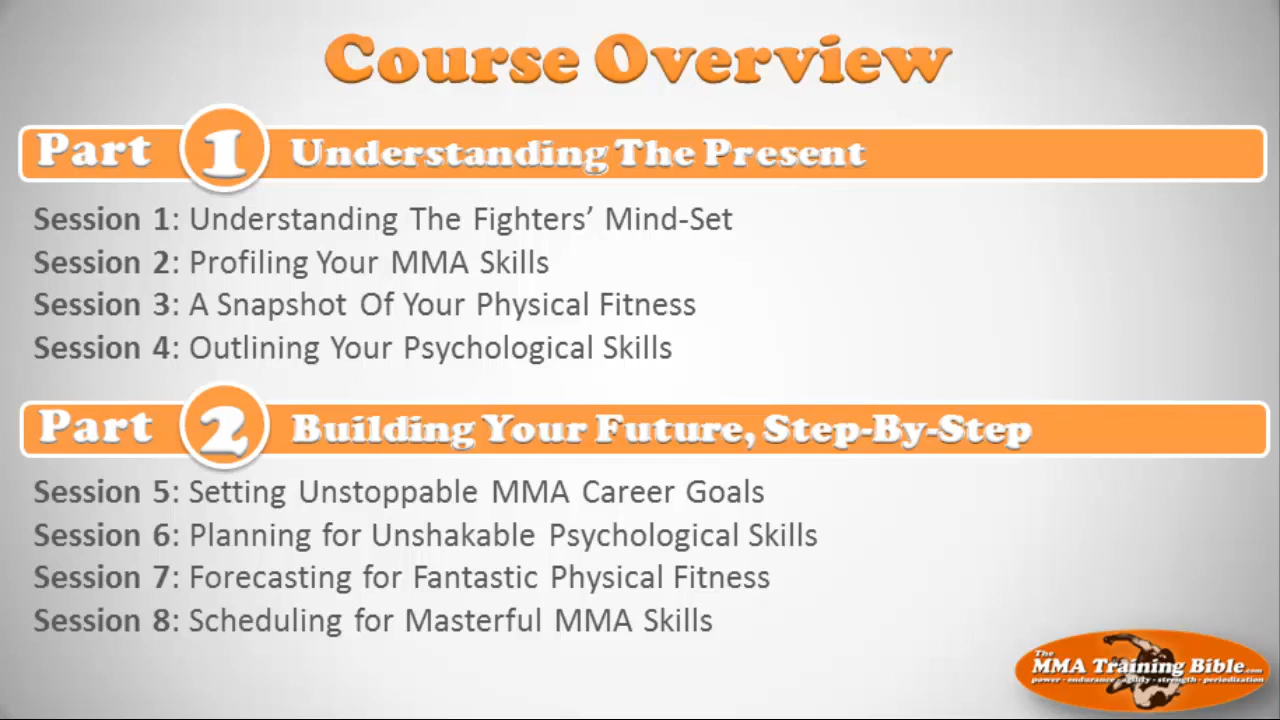 Course Overview
Part 1 Understanding The Present
Session 1: Understanding The Fighters’ Mind-Set
Session 2: Profiling Your MMA Skills
Session 3: A Snapshot Of Your Physical Fitness
Session 4: Outlining Your Psychological Skills
Part 2 Building Your Future, Step-By-Step
Session 5: Setting Unstoppable MMA Career Goals
Session 6: Planning for Unshakable Psychological Skills
Session 7: Forecasting for Fantastic Physical Fitness
Session 8: Scheduling for Masterful MMA Skills
The
MMA Training Bible.com
power - endurance - agility - strength - periodization